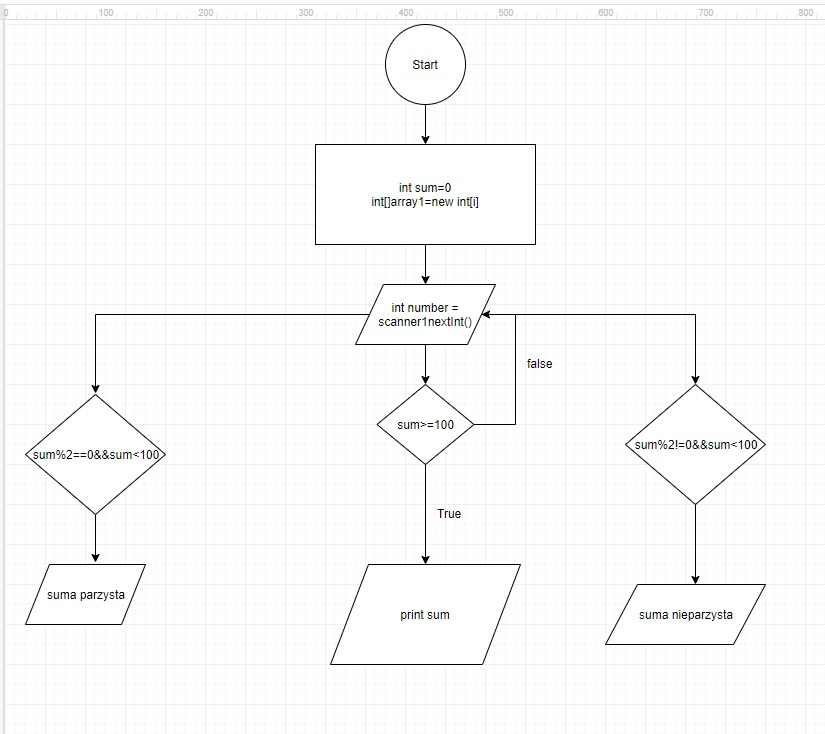 0 100 200 300 400 500 600 700 800
Start
int sum=0
int[]array1=new int[i]
int number =
scanner1nextInt()
false
sum%2==0&&sum<100
sum>=100
sum%2!=0&&sum<100
True
suma parzysta
print sum
suma nieparzysta